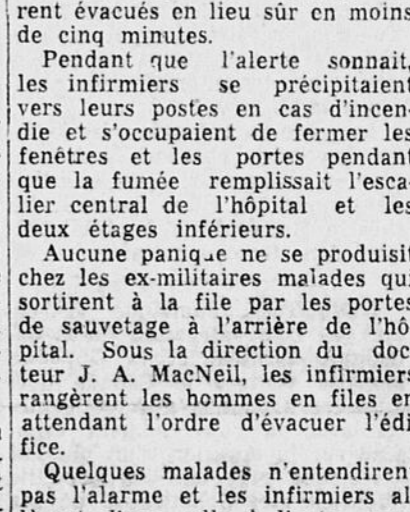 rent évacués en lieu sûr en moins
de cinq minutes.
Pendant que l'alerte sonnait,
les infirmiers se précipitaient
vers leurs postes en cas d'incen-
die et s'occupaient de fermer les
fenêtres et les portes pendant
que la fumée remplissait l'esca-
lier central de l'hôpital et les
deux étages inférieurs.
Aucune panique ne se produisit
chez les ex-militaires malades qui
sortirent à la file par les portes
de sauvetage à l'arrière de l'hô-
pital. Sous la direction du doc-
teur J. A. MacNeil, les infirmiers
rangèrent les hommes en files en
attendant l'ordre d'évacuer l'édi-
fice.
Quelques malades n'entendirent
pas l'alarme et les infirmiers al-